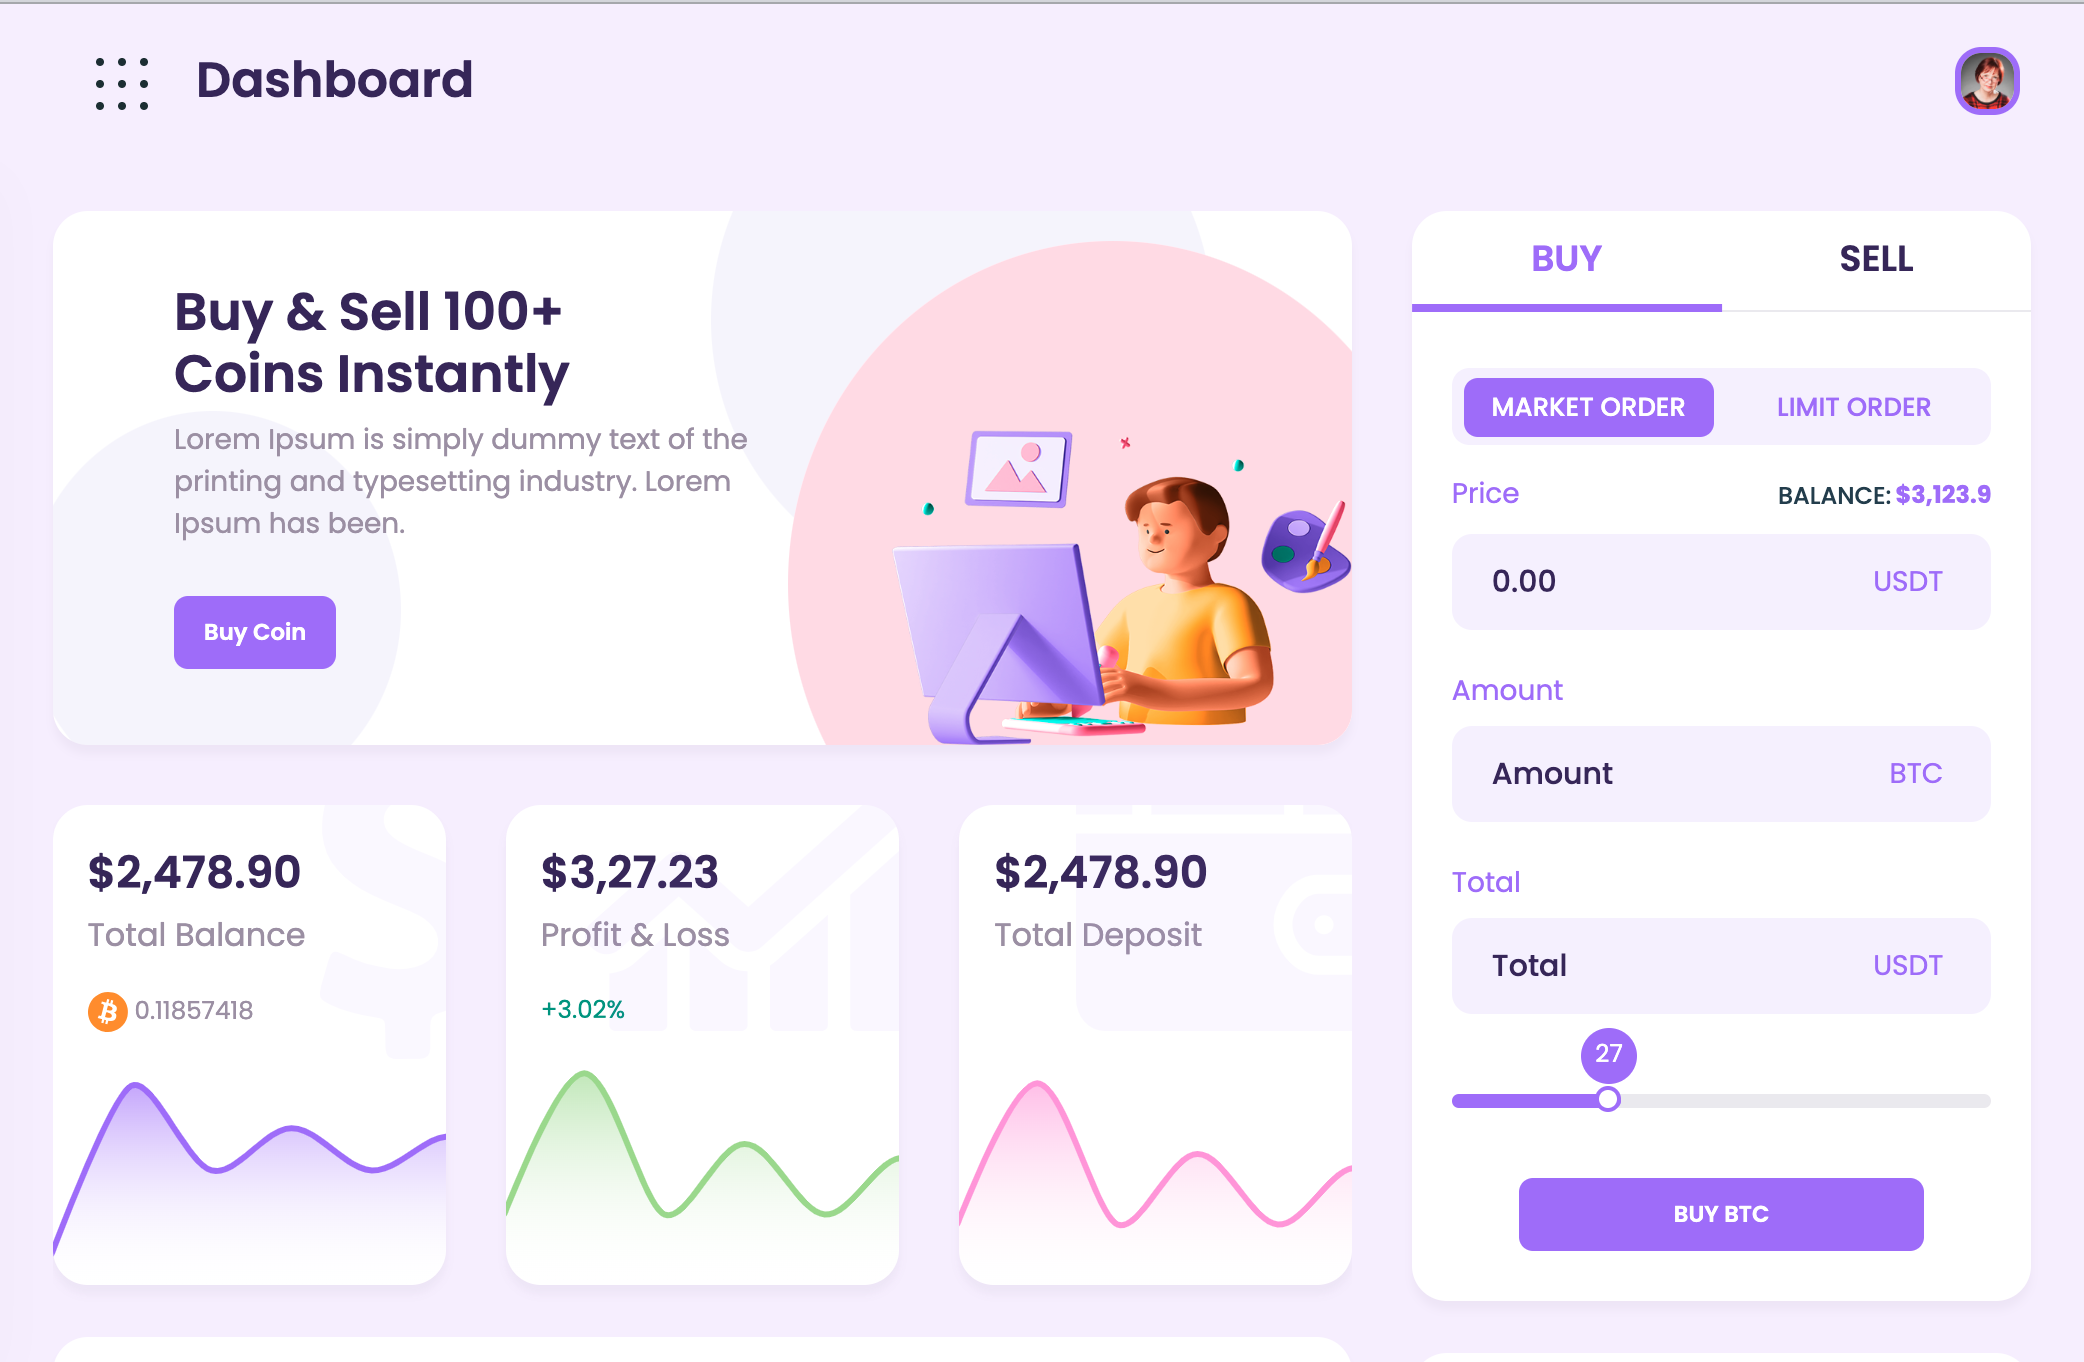 Dashboard
Buy & Sell 100+
Coins Instantly
Lorem Ipsum is simply dummy text of the
printing and typesetting industry. Lorem
Ipsum has been.
Buy Coin
$2,478.90
Total Balance
0.11857418
$3,27.23
Profit & Loss
+3.02%
$2,478.90
Total Deposit
BUY SELL
MARKET ORDER LIMIT ORDER
Price BALANCE: $3,123.9
0.00 USDT
Amount
Amount BTC
Total
Total USDT
27
BUY BTC